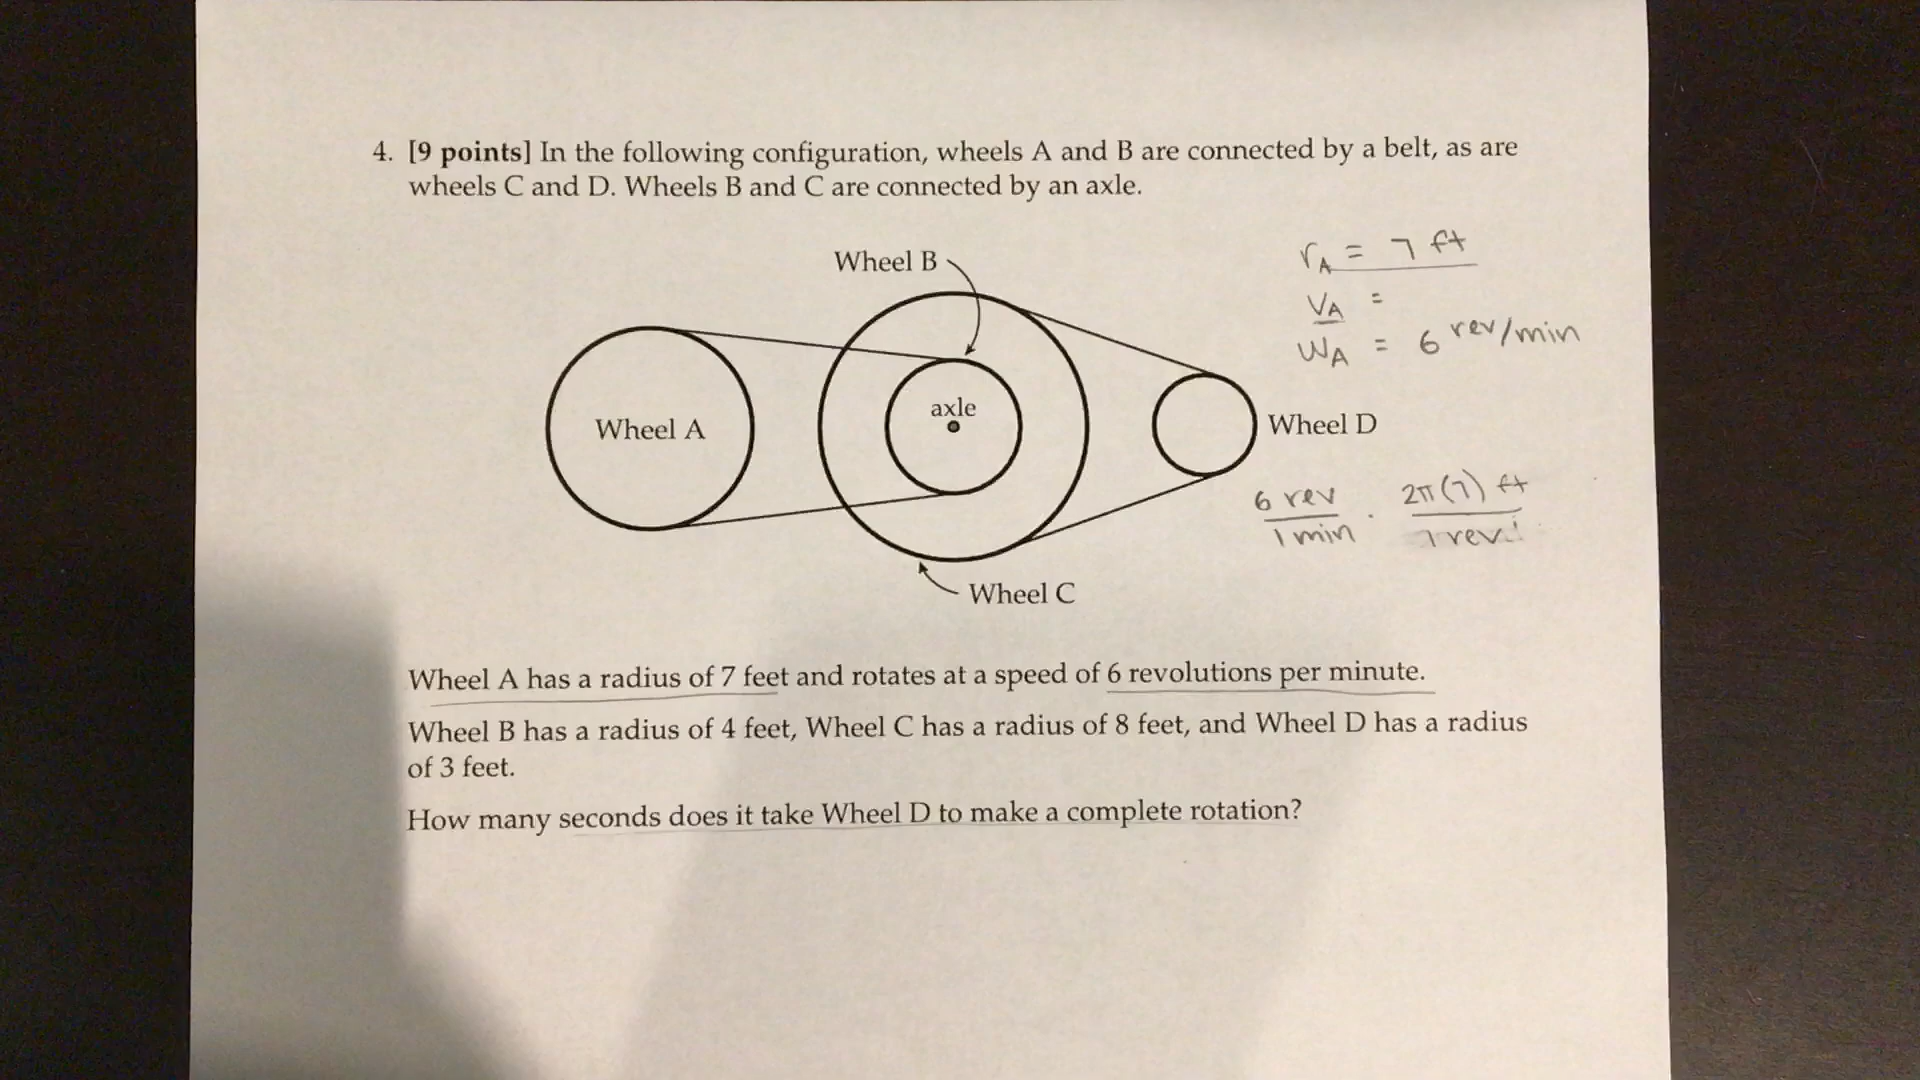 4. [9 points] In the following configuration, wheels A and B are connected by a belt, as are
wheels C and D. Wheels B and C are connected by an axle.
Wheel B
rA = 7 ft
VA =
WA = 6 rev/min
axle
Wheel A
Wheel D
6 rev / 1 min · 2π(7) ft / 1 rev
Wheel C
Wheel A has a radius of 7 feet and rotates at a speed of 6 revolutions per minute.
Wheel B has a radius of 4 feet, Wheel C has a radius of 8 feet, and Wheel D has a radius
of 3 feet.
How many seconds does it take Wheel D to make a complete rotation?